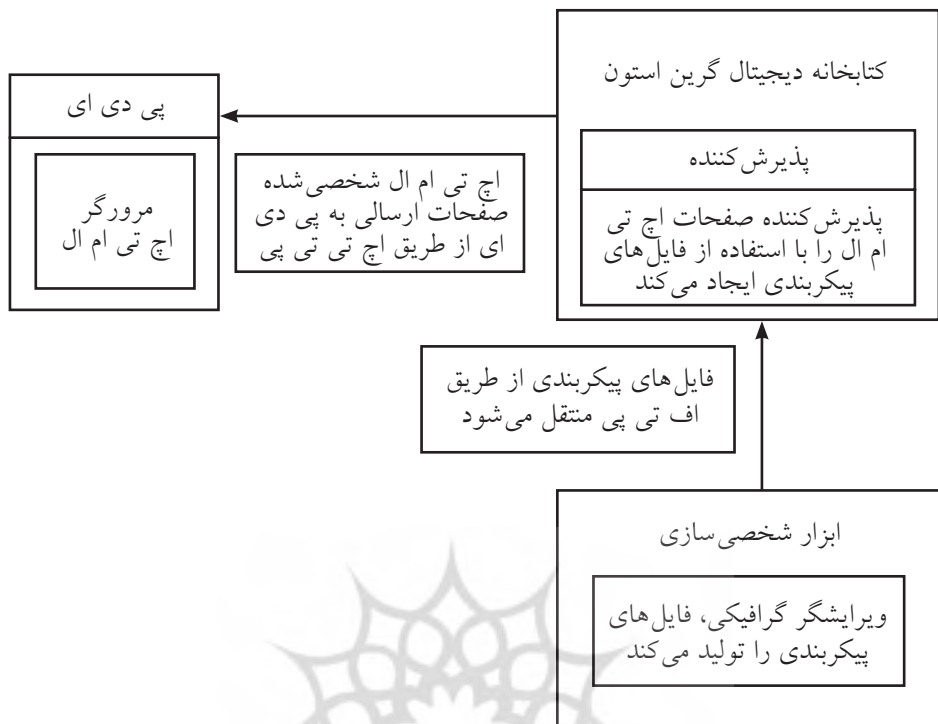 کتابخانه دیجیتال گرین استون
پذیرش‌کننده
پذیرش‌کننده صفحات اچ تی
ام ال را با استفاده از فایل‌های
پیکربندی ایجاد می‌کند
اچ تی ام ال شخصی‌شده
صفحات ارسالی به پی دی
ای از طریق اچ تی تی پی
پی دی ای
مرورگر
اچ تی ام ال
فایل‌های پیکربندی از طریق
اف تی پی منتقل می‌شود
ابزار شخصی‌سازی
ویرایشگر گرافیکی، فایل‌های
پیکربندی را تولید می‌کند